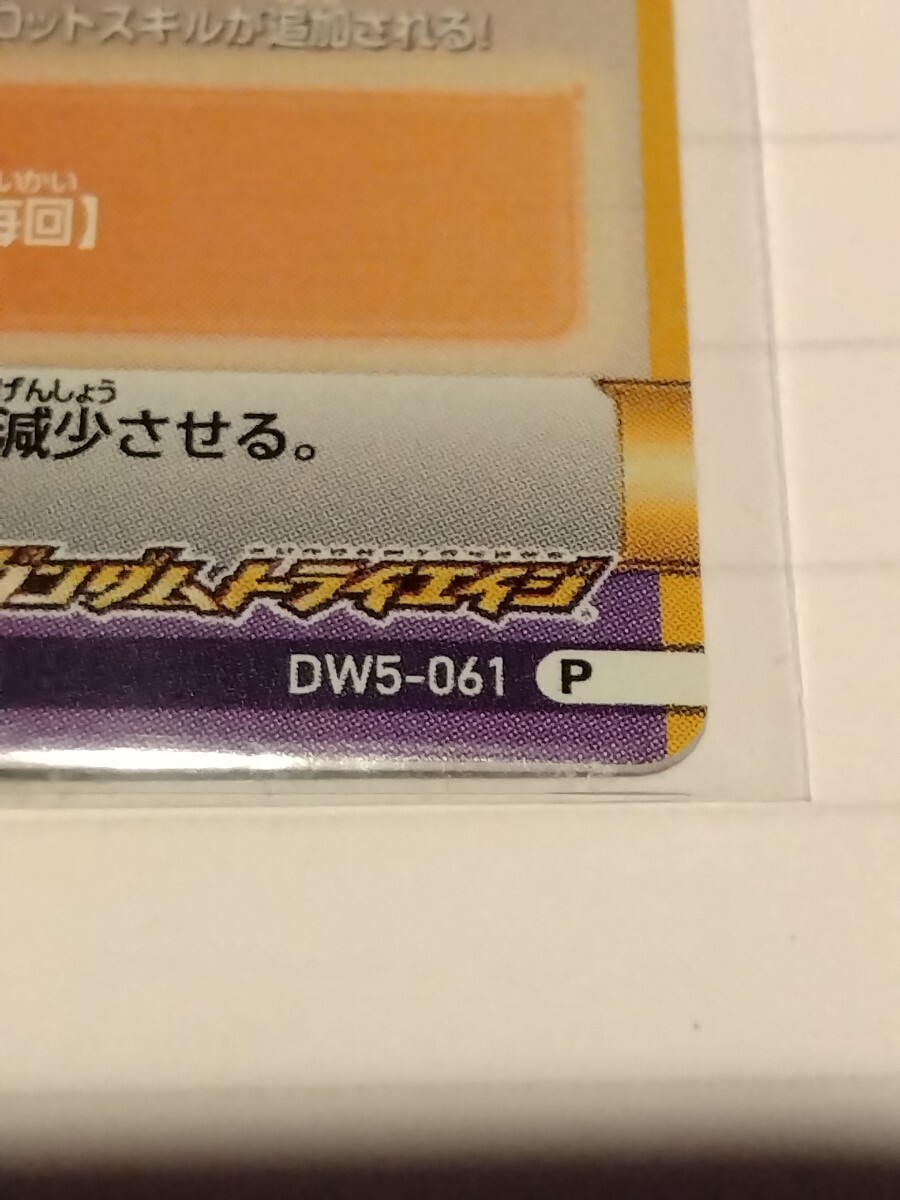 ロットスキルが追加される!
いかい
毎回】
げんしょう
減少させる。
ガンダムトライエイジ
DW5-061 P